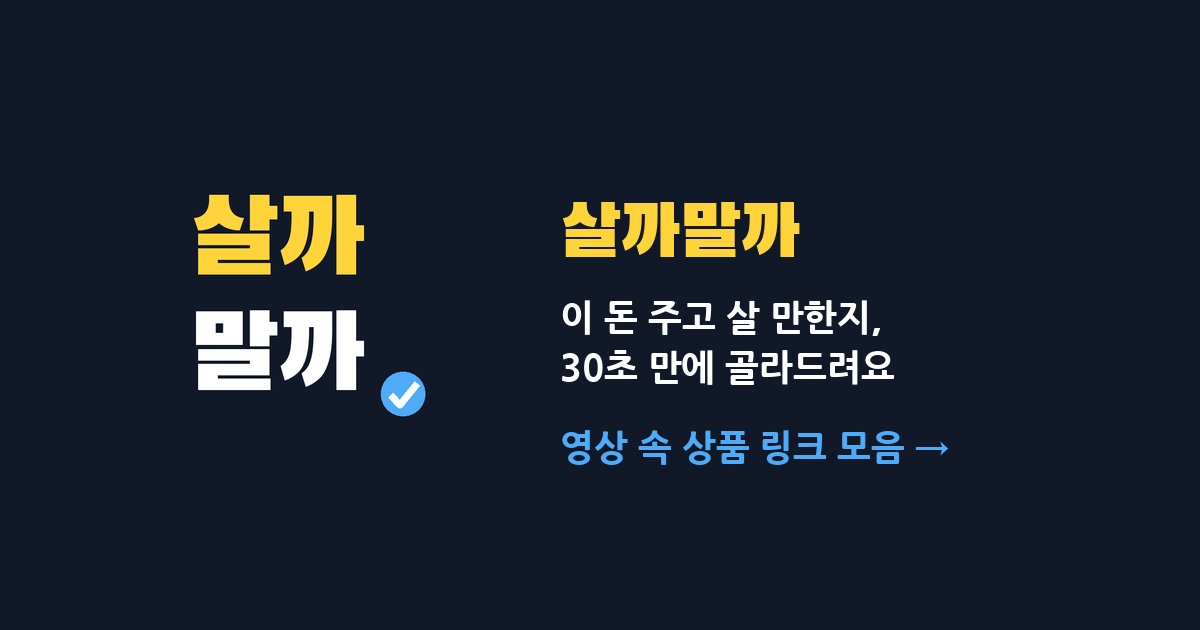 살까
말까
살까말까
이 돈 주고 살 만한지,
30초 만에 골라드려요
영상 속 상품 링크 모음 →